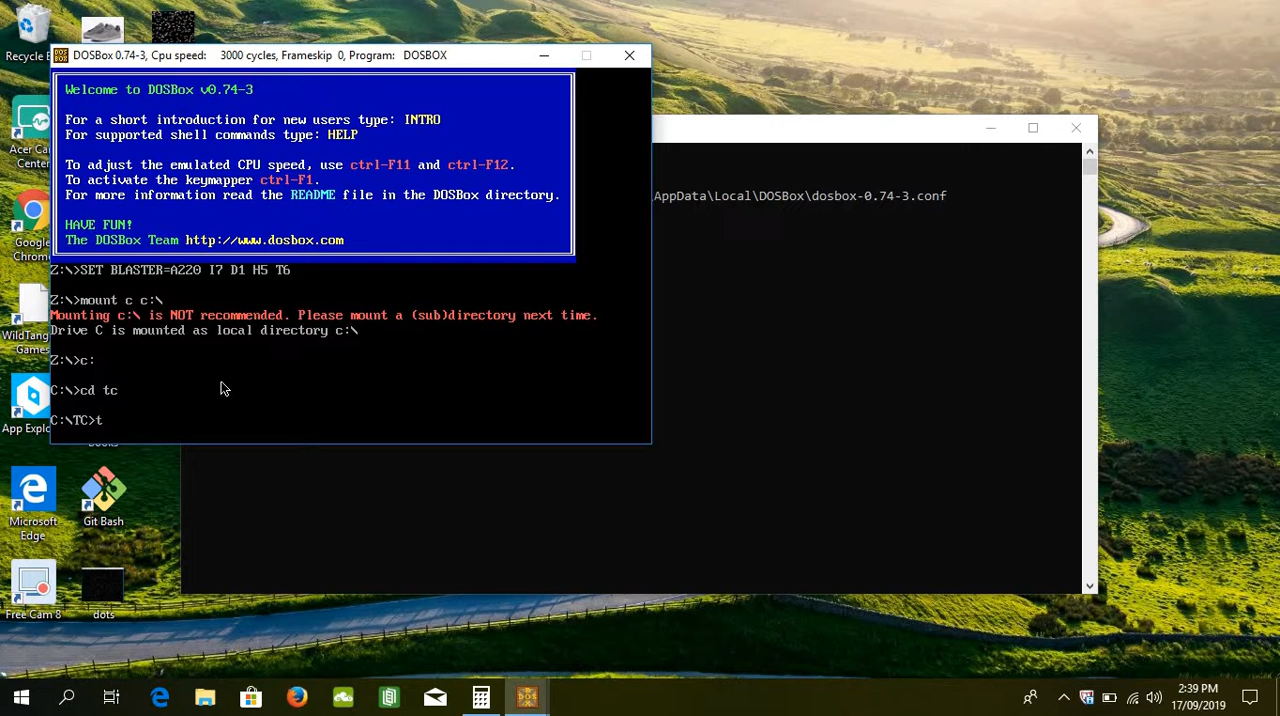 Recycle B
DOSBox 0.74-3, Cpu speed: 3000 cycles, Frameskip 0, Program: DOSBOX
Welcome to DOSBox v0.74-3
For a short introduction for new users type: INTRO
For supported shell commands type: HELP
To adjust the emulated CPU speed, use ctrl-F11 and ctrl-F12.
To activate the keymapper ctrl-F1.
For more information read the README file in the DOSBox directory.
HAVE FUN!
The DOSBox Team http://www.dosbox.com
Z:\>SET BLASTER=A220 I7 D1 H5 T6
Z:\>mount c c:\
Mounting c:\ is NOT recommended. Please mount a (sub)directory next time.
Drive C is mounted as local directory c:\
Z:\>c:
C:\>cd tc
C:\TC>t
\AppData\Local\DOSBox\dosbox-0.74-3.conf
Acer Car
Center
Google
Chrom
WildTang
Games
App Explo
Microsoft
Edge
Git Bash
Free Cam 8
dots
DOS
2:39 PM
17/09/2019